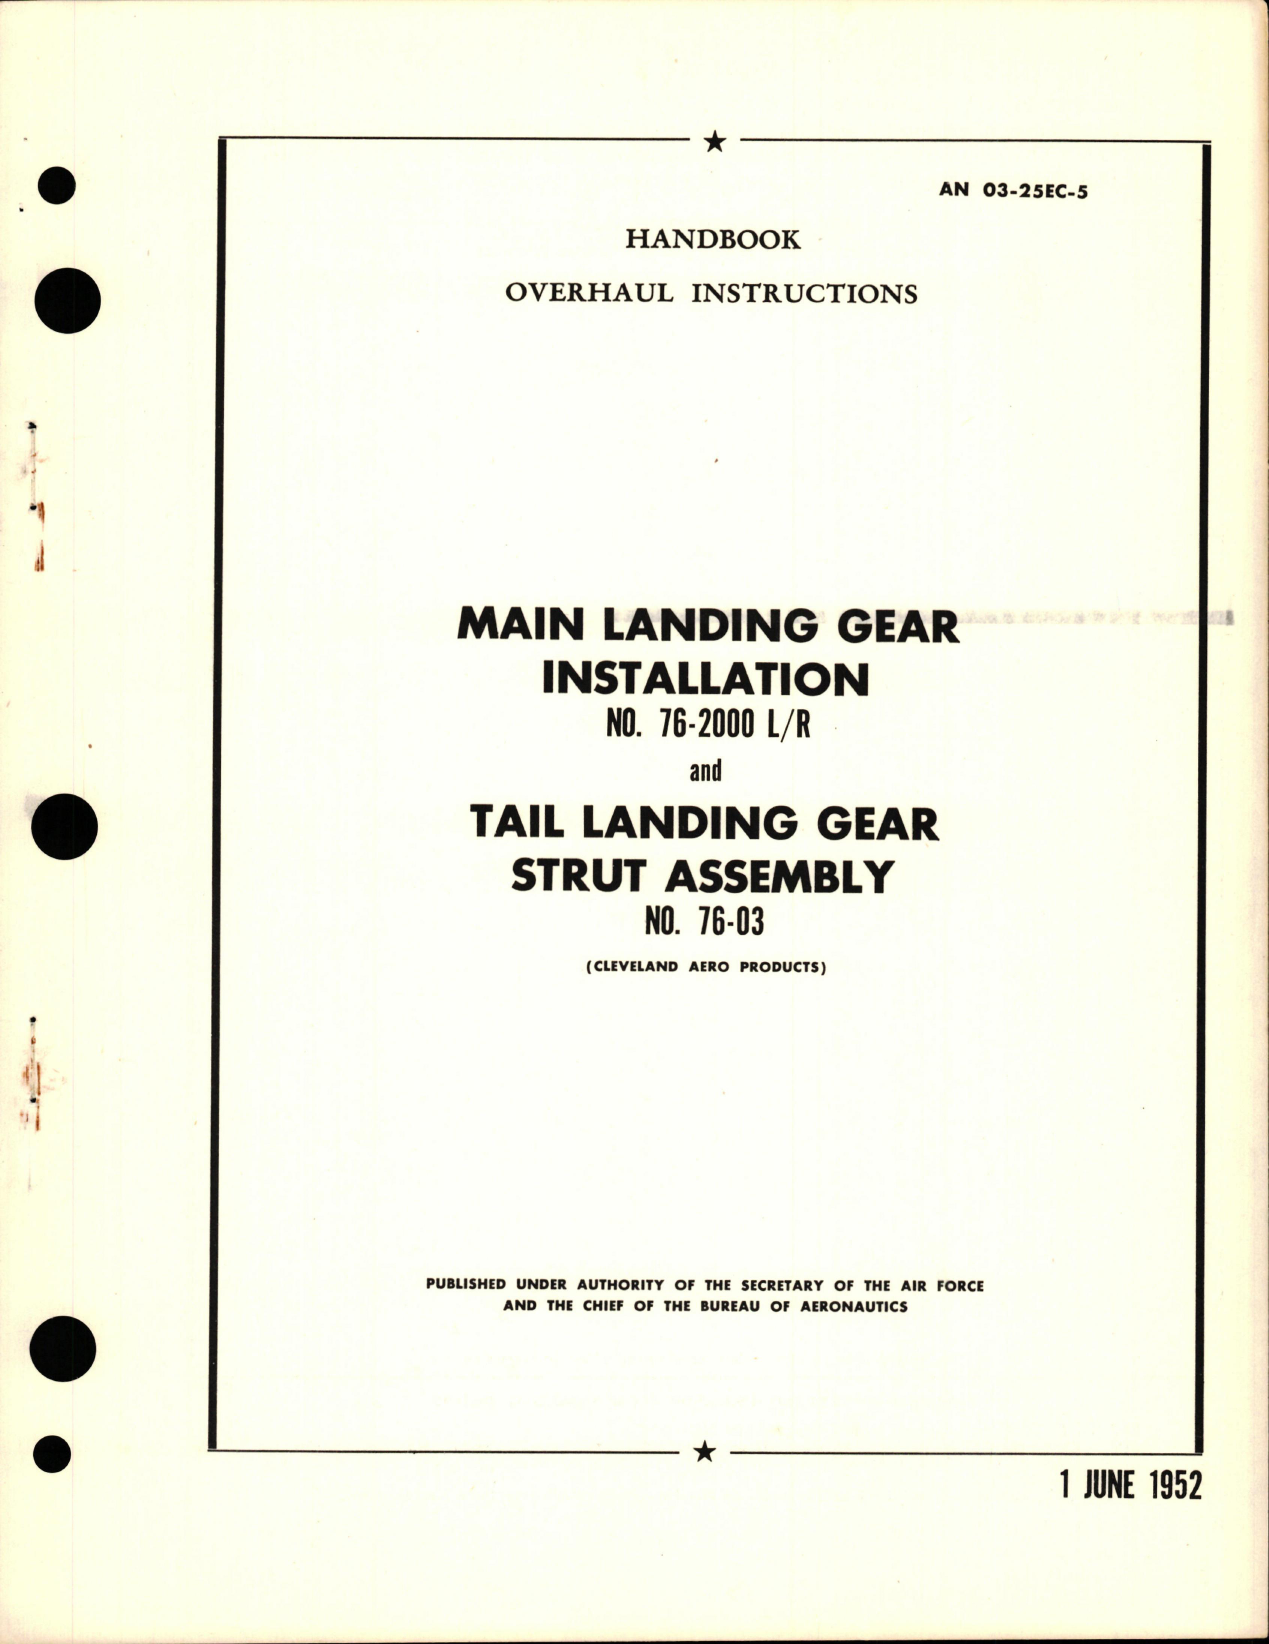 AN 03-25EC-5
HANDBOOK
OVERHAUL INSTRUCTIONS
MAIN LANDING GEAR
INSTALLATION
NO. 76-2000 L/R
and
TAIL LANDING GEAR
STRUT ASSEMBLY
NO. 76-03
(CLEVELAND AERO PRODUCTS)
PUBLISHED UNDER AUTHORITY OF THE SECRETARY OF THE AIR FORCE
AND THE CHIEF OF THE BUREAU OF AERONAUTICS
1 JUNE 1952